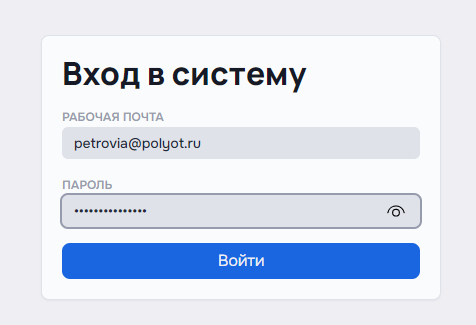 Вход в систему
РАБОЧАЯ ПОЧТА
petrovia@polyot.ru
ПАРОЛЬ
•••••••••••••••
Войти